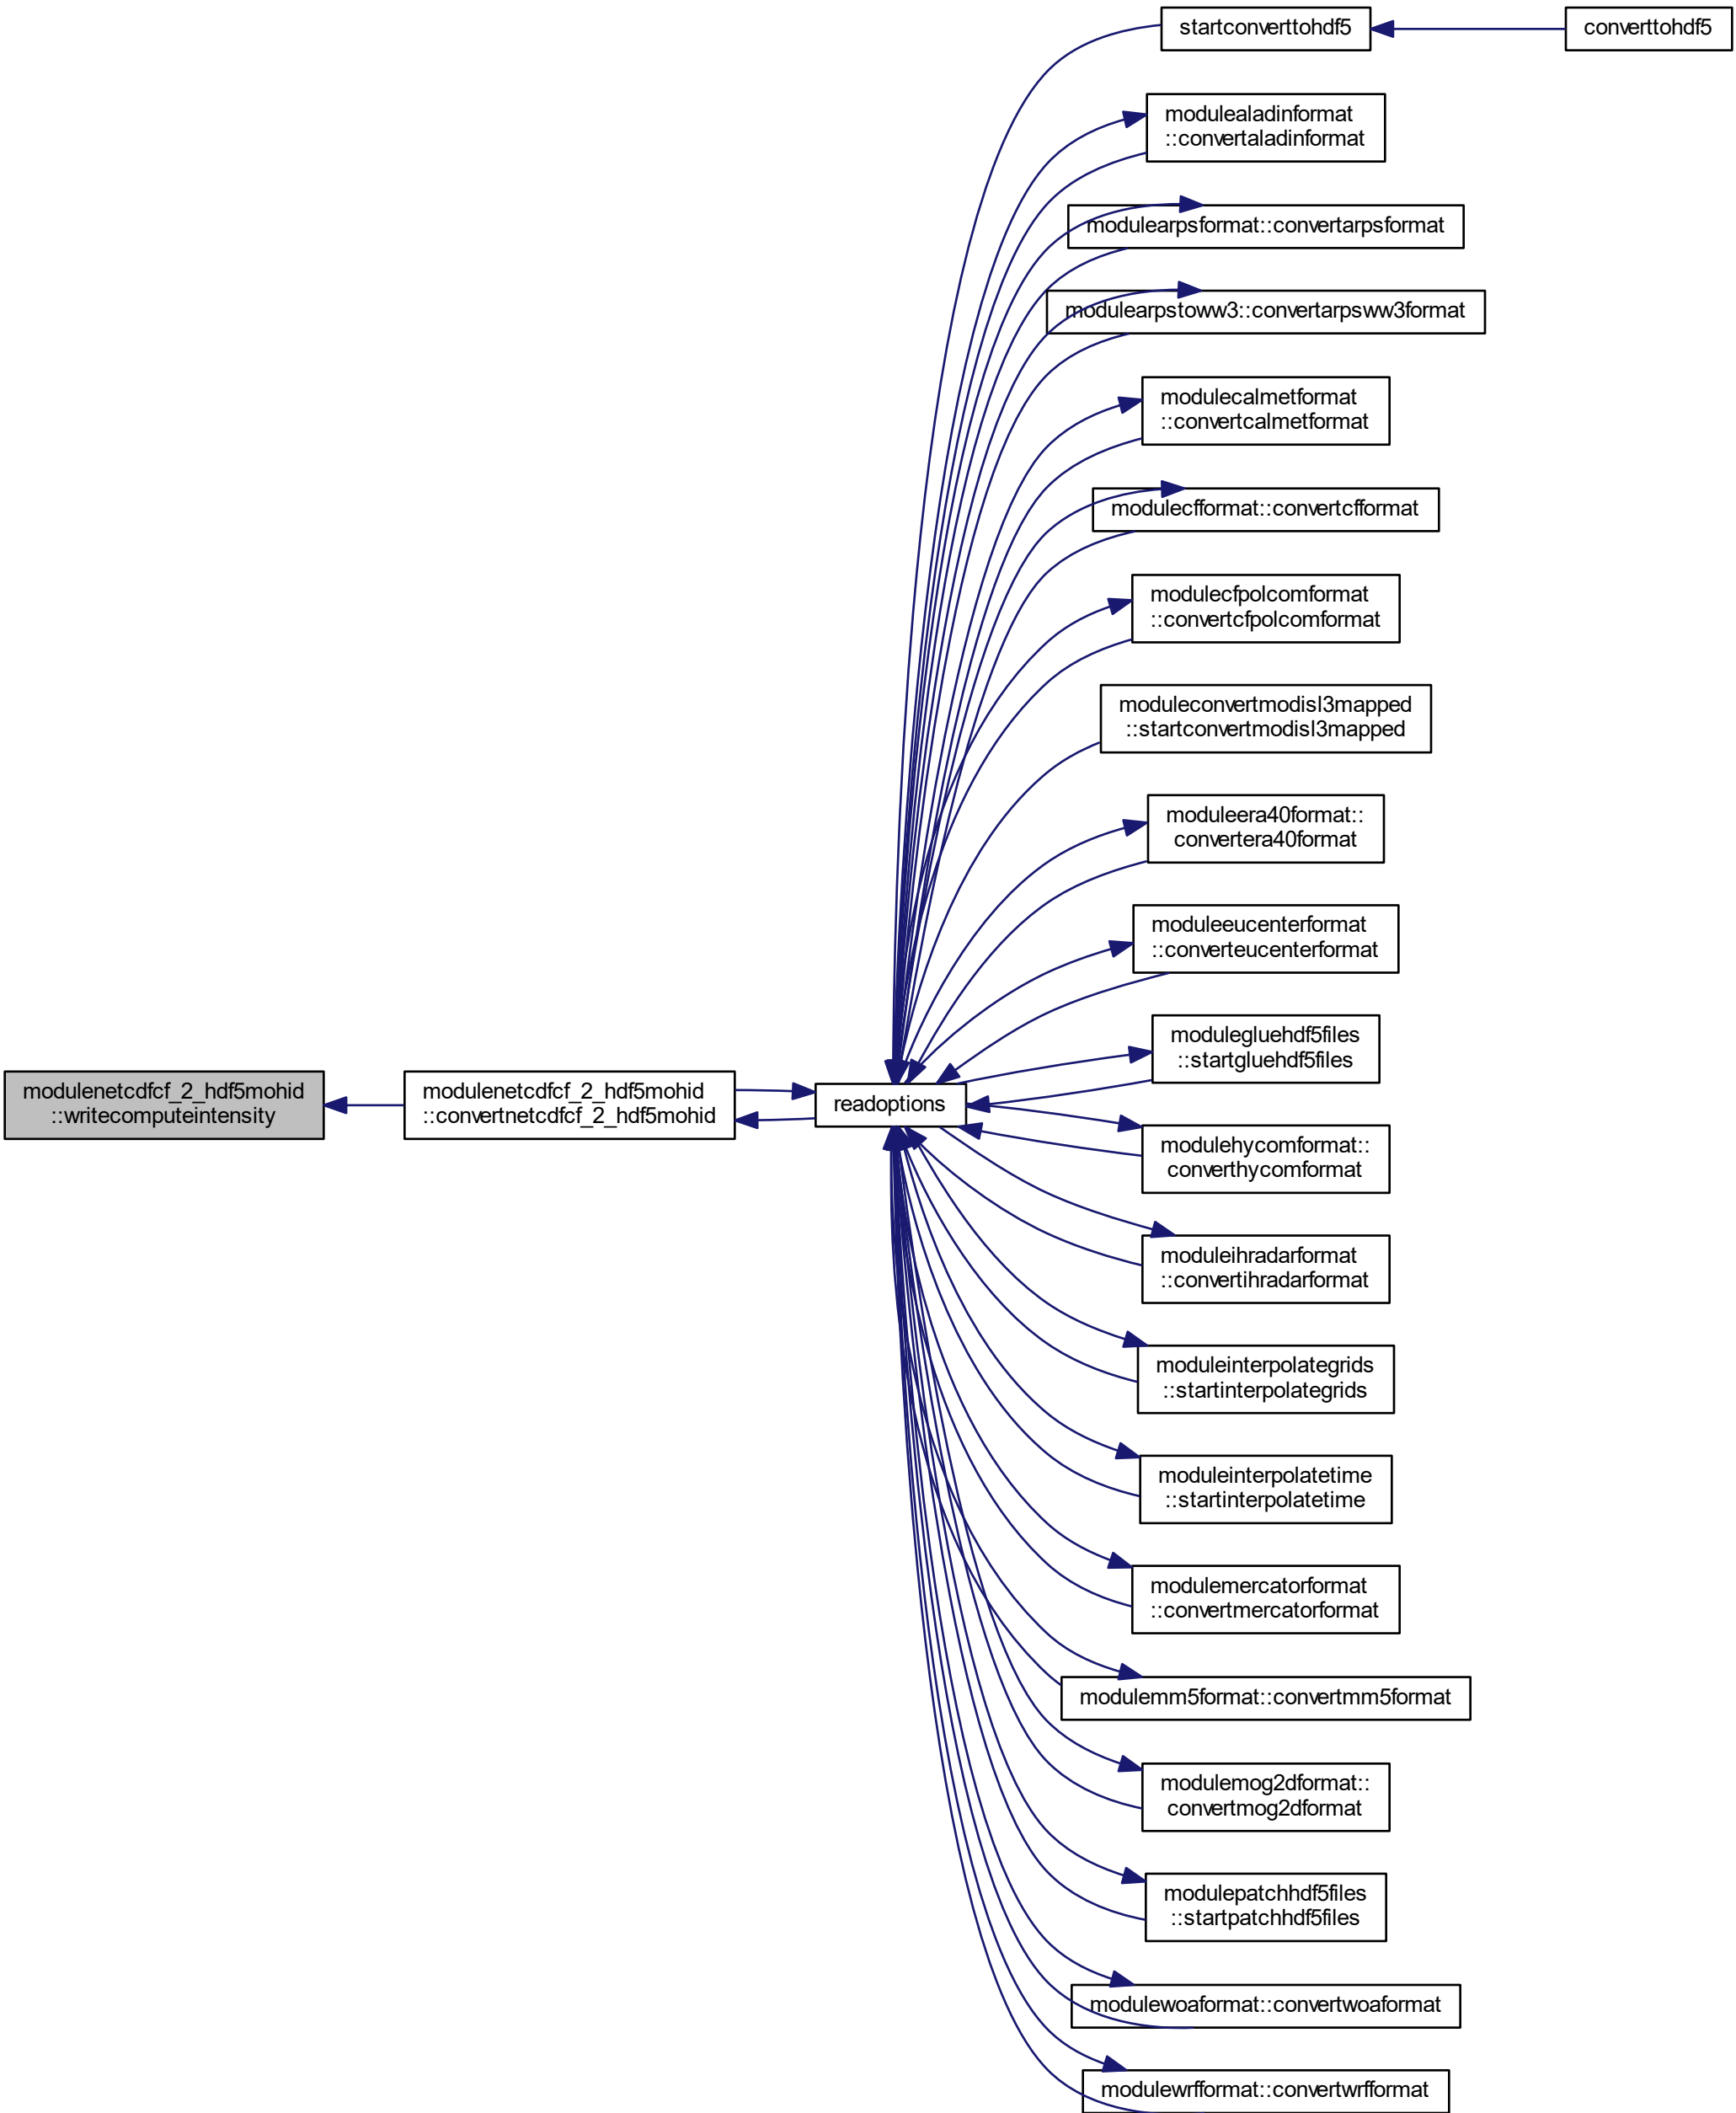 startconverttohdf5
converttohdf5
modulealadinformat
::convertaladinformat
modulearpsformat::convertarpsformat
modulearpstoww3::convertarpsww3format
modulecalmetformat
::convertcalmetformat
modulecfformat::convertcfformat
modulecfpolcomformat
::convertcfpolcomformat
moduleconvertmodisl3mapped
::startconvertmodisl3mapped
moduleera40format::
convertera40format
moduleeucenterformat
::converteucenterformat
modulenetcdfcf_2_hdf5mohid
::writecomputeintensity
modulenetcdfcf_2_hdf5mohid
::convertnetcdfcf_2_hdf5mohid
readoptions
modulegluehdf5files
::startgluehdf5files
modulehycomformat::
converthycomformat
moduleihradarformat
::convertihradarformat
moduleinterpolategrids
::startinterpolategrids
moduleinterpolatetime
::startinterpolatetime
modulemercatorformat
::convertmercatorformat
modulemm5format::convertmm5format
modulemog2dformat::
convertmog2dformat
modulepatchhdf5files
::startpatchhdf5files
modulewoaformat::convertwoaformat
modulewrfformat::convertwrfformat